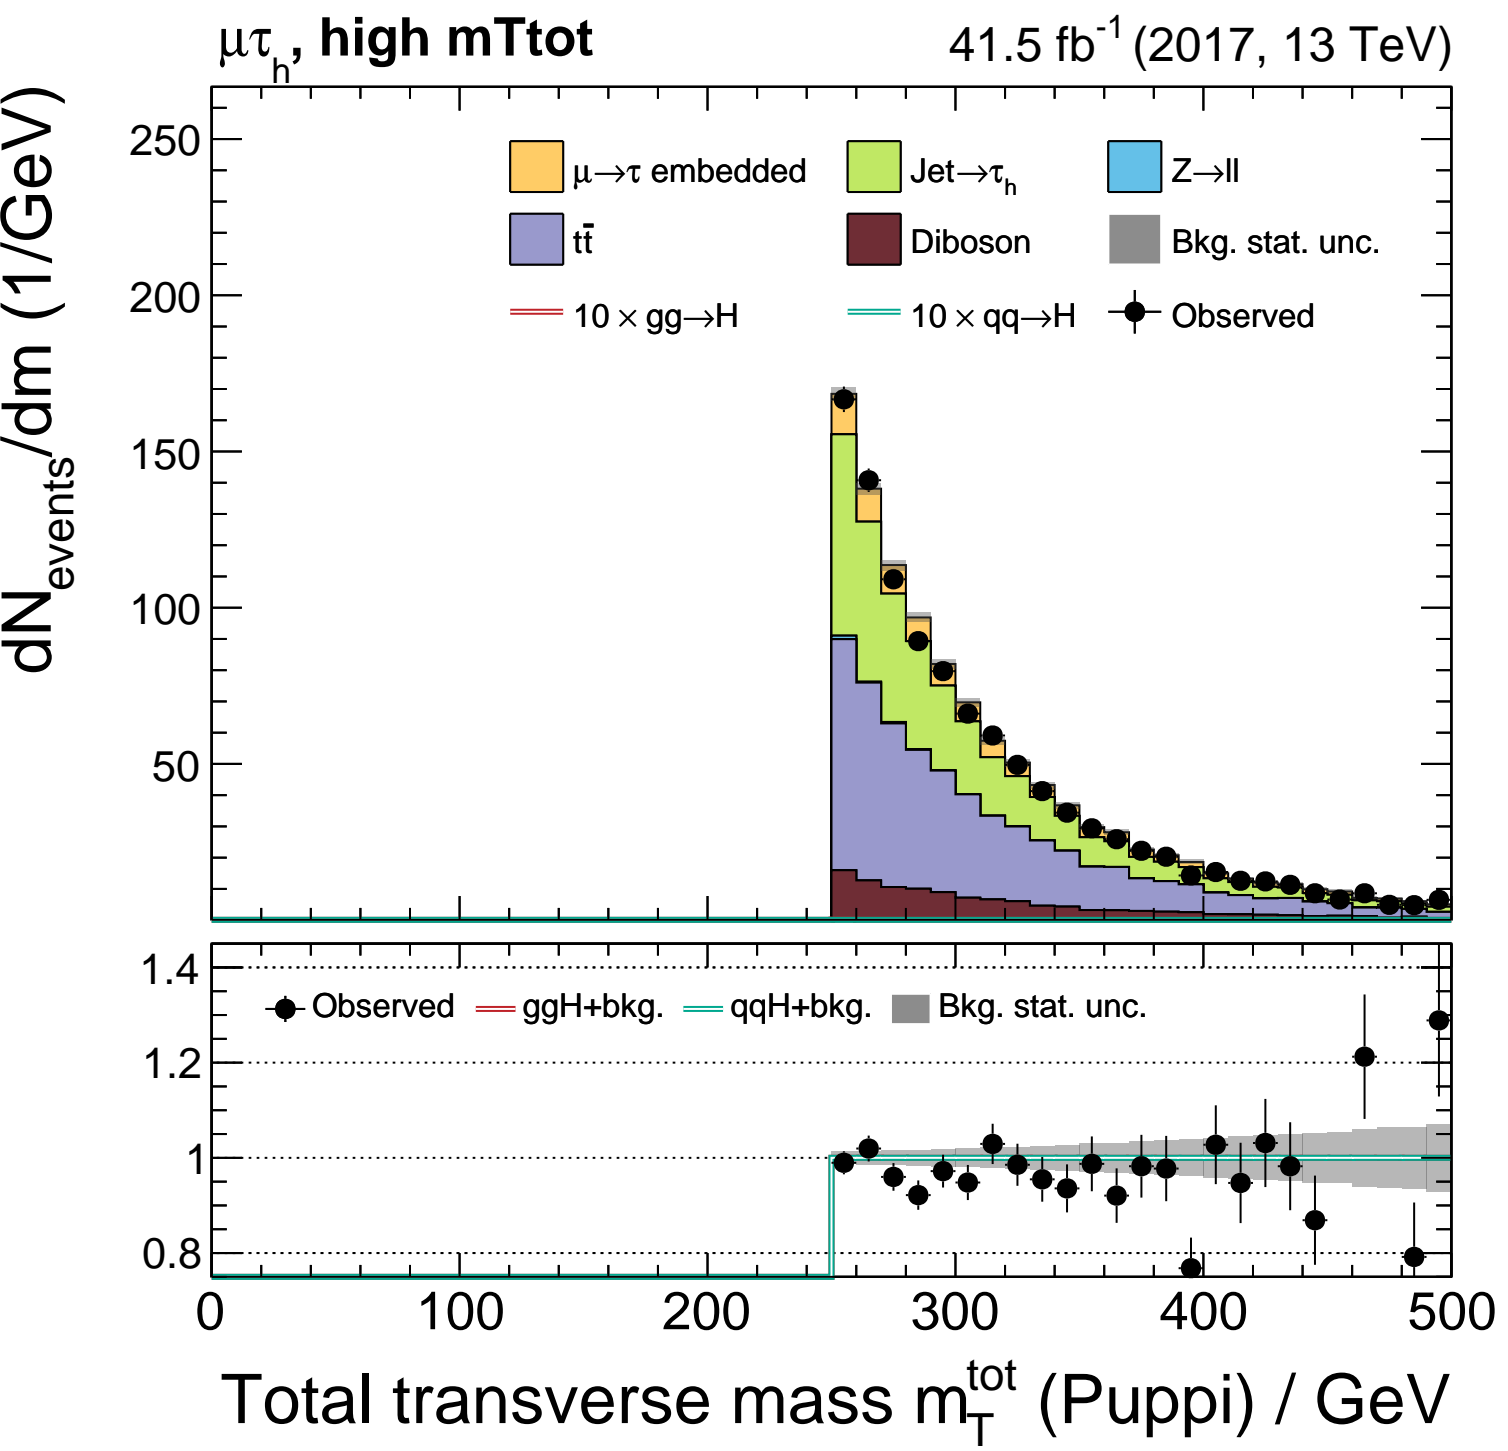 μτh, high mTtot
41.5 fb-1 (2017, 13 TeV)
dNevents/dm (1/GeV)
250
200
150
100
50
μ→τ embedded
Jet→τh
Z→ll
tt̄
Diboson
Bkg. stat. unc.
10 × gg→H
10 × qq→H
Observed
1.4
1.2
1
0.8
Observed
ggH+bkg.
qqH+bkg.
Bkg. stat. unc.
0 100 200 300 400 500
Total transverse mass mTtot (Puppi) / GeV